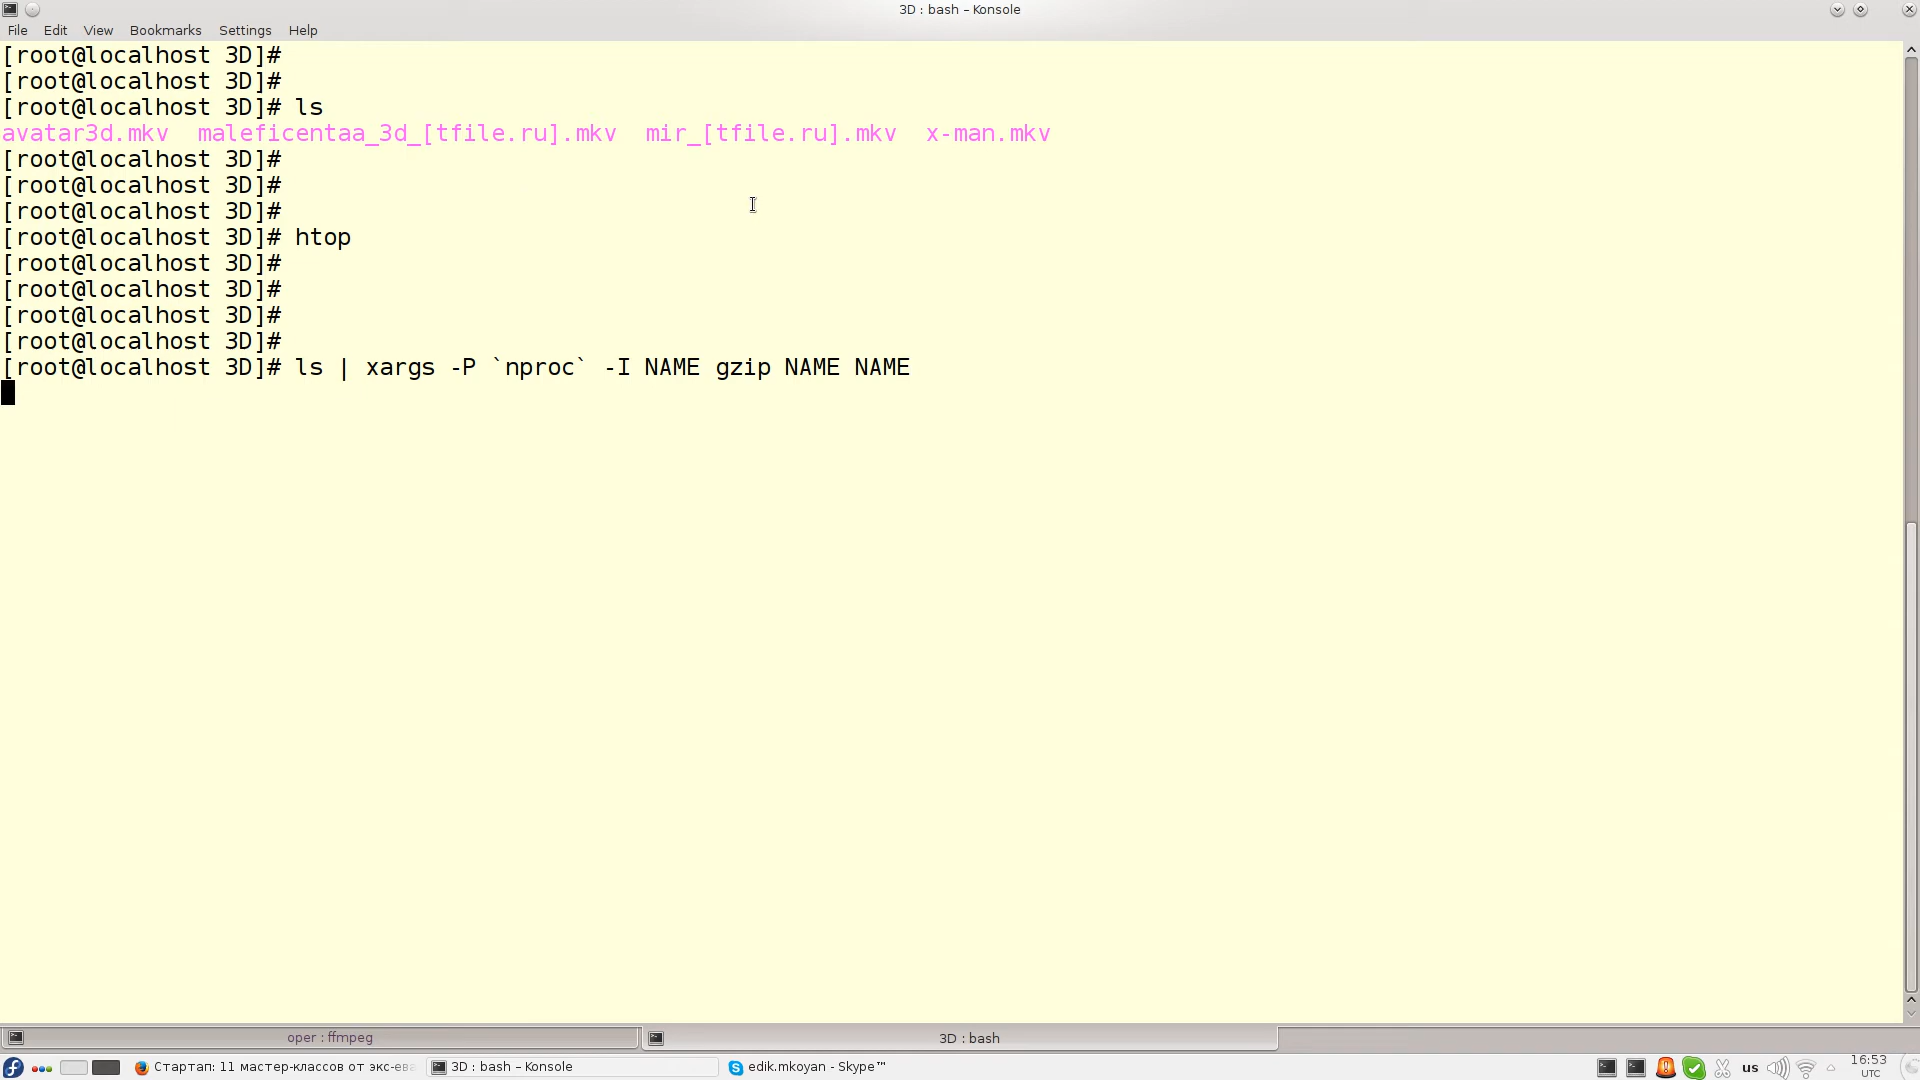 3D : bash – Konsole
File Edit View Bookmarks Settings Help
[root@localhost 3D]#
[root@localhost 3D]#
[root@localhost 3D]# ls
avatar3d.mkv maleficentaa_3d_[tfile.ru].mkv mir_[tfile.ru].mkv x-man.mkv
[root@localhost 3D]#
[root@localhost 3D]#
[root@localhost 3D]#
[root@localhost 3D]# htop
[root@localhost 3D]#
[root@localhost 3D]#
[root@localhost 3D]#
[root@localhost 3D]#
[root@localhost 3D]# ls | xargs -P `nproc` -I NAME gzip NAME NAME
oper : ffmpeg
3D : bash
Стартап: 11 мастер-классов от экс-ева
3D : bash – Konsole
edik.mkoyan - Skype™
us
16:53
UTC